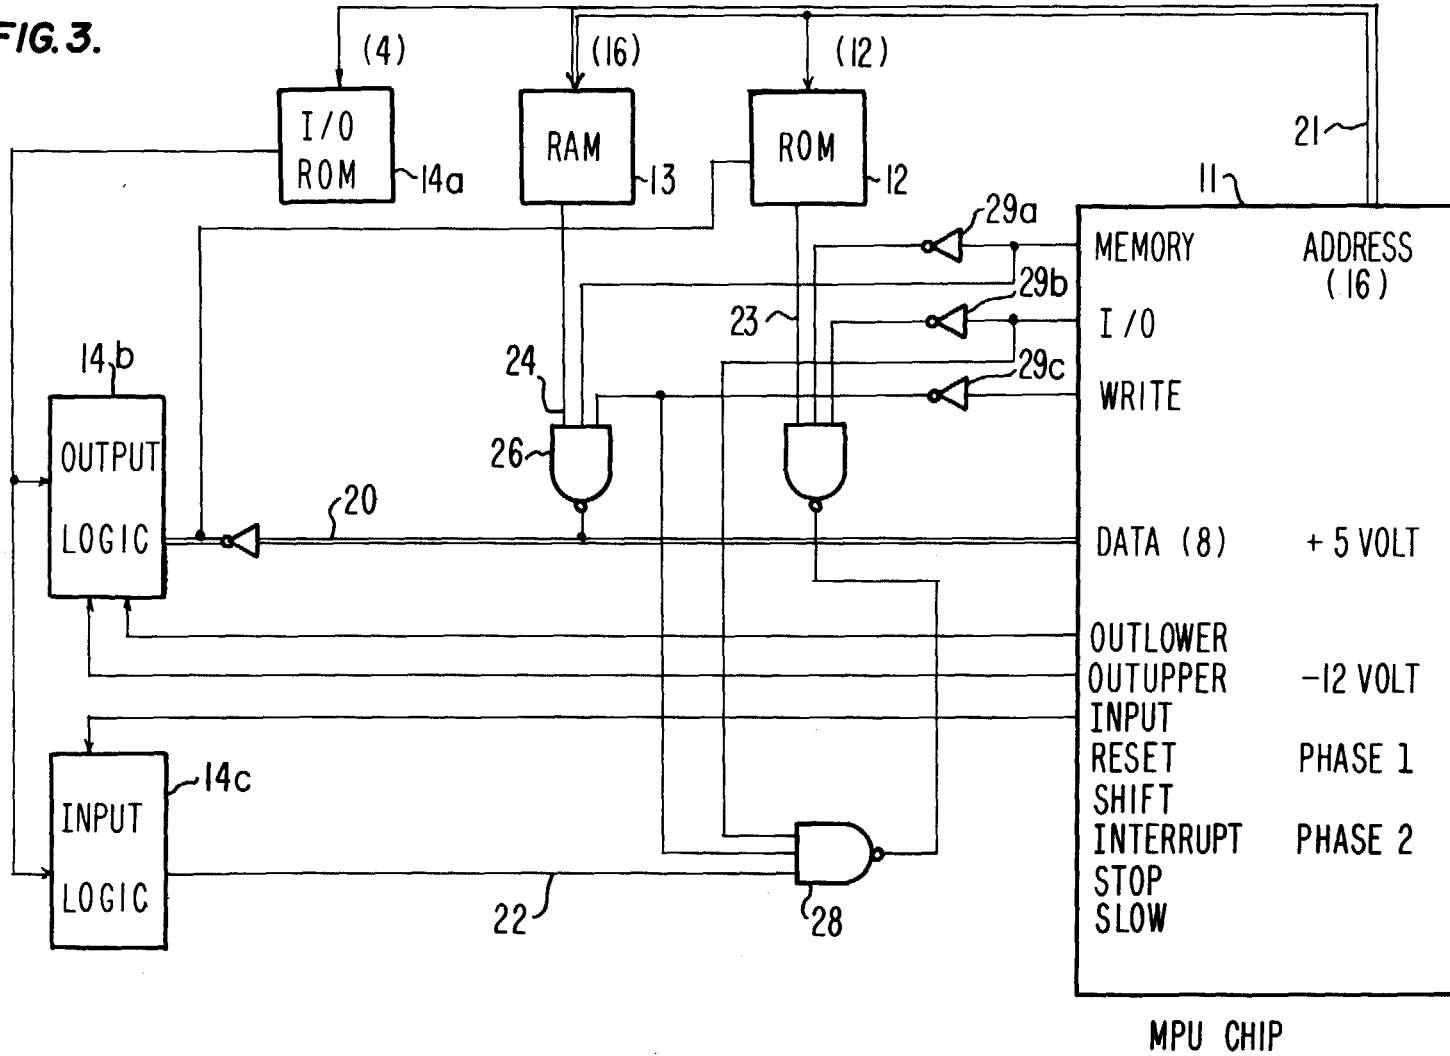 FIG. 3.
(4)
(16)
(12)
I/O
ROM
14a
RAM
13
ROM
12
21
11
29a
MEMORY
ADDRESS
(16)
29b
I/O
23
29c
WRITE
14b
24
26
OUTPUT
LOGIC
20
DATA (8)
+ 5 VOLT
OUTLOWER
OUTUPPER
-12 VOLT
INPUT
RESET
PHASE 1
SHIFT
INTERRUPT
PHASE 2
STOP
SLOW
14c
INPUT
LOGIC
22
28
MPU CHIP